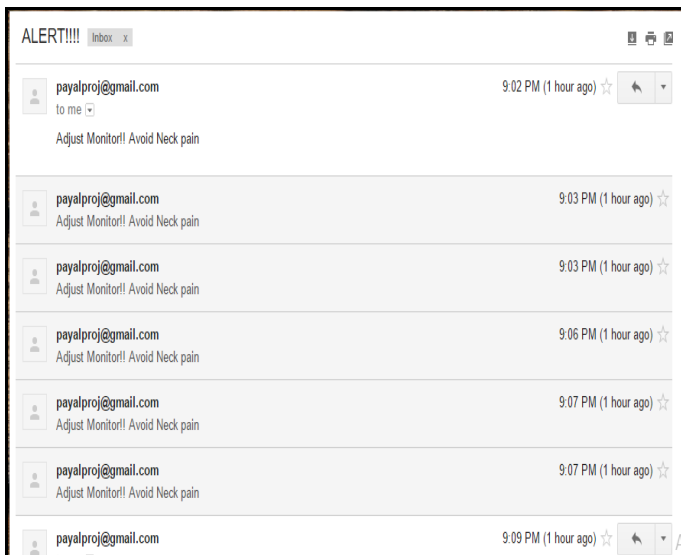 ALERT!!!! Inbox x
payalproj@gmail.com 9:02 PM (1 hour ago)
to me
Adjust Monitor!! Avoid Neck pain
payalproj@gmail.com 9:03 PM (1 hour ago)
Adjust Monitor!! Avoid Neck pain
payalproj@gmail.com 9:03 PM (1 hour ago)
Adjust Monitor!! Avoid Neck pain
payalproj@gmail.com 9:06 PM (1 hour ago)
Adjust Monitor!! Avoid Neck pain
payalproj@gmail.com 9:07 PM (1 hour ago)
Adjust Monitor!! Avoid Neck pain
payalproj@gmail.com 9:07 PM (1 hour ago)
Adjust Monitor!! Avoid Neck pain
payalproj@gmail.com 9:09 PM (1 hour ago)